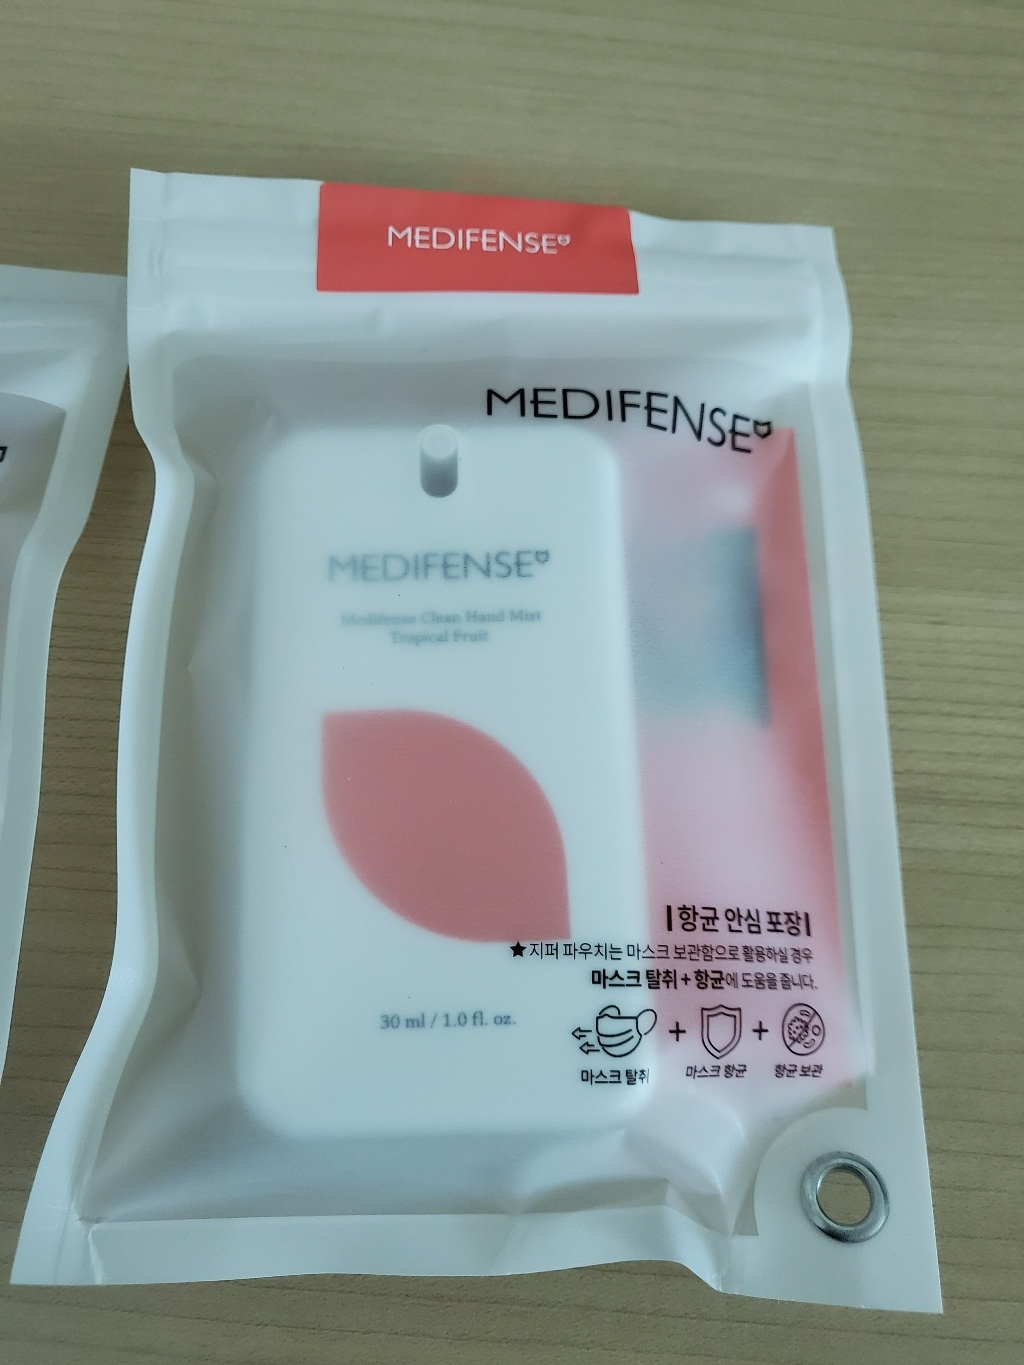 MEDIFENSE
MEDIFENSE
MEDIFENSE
Medifense Clean Hand Mist
Tropical Fruit
30 ml / 1.0 fl. oz.
항균 안심 포장
★지퍼 파우치는 마스크 보관함으로 활용하실 경우
마스크 탈취 + 항균에 도움을 줍니다.
+ +
마스크 탈취 마스크 항균 항균 보관